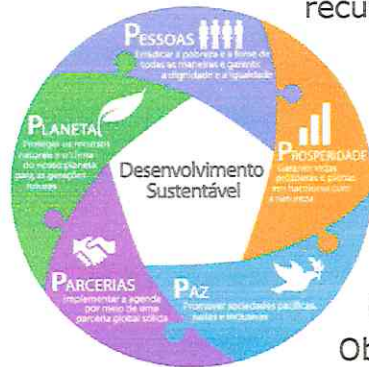 recu
PESSOAS
Erradicar a pobreza e a fome de
todas as maneiras e garantir
a dignidade e a igualdade
PLANETA
Proteger os recursos
naturais e o clima
do nosso planeta
para as gerações
futuras
PROSPERIDADE
Garantir vidas
prósperas e plenas
em harmonia com
a natureza
Desenvolvimento
Sustentável
PARCERIAS
Implementar a agenda
por meio de uma
parceria global sólida
PAZ
Promover sociedades pacíficas,
justas e inclusivas
Ob